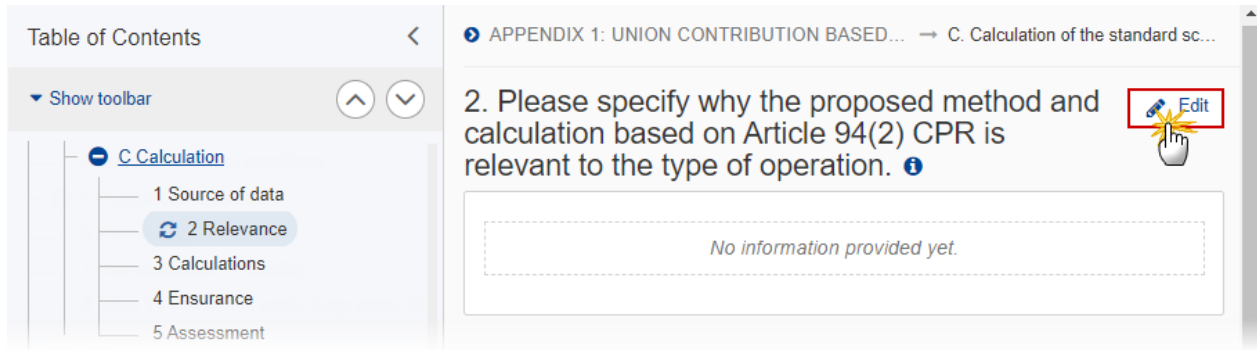 Table of Contents
Show toolbar
C Calculation
1 Source of data
2 Relevance
3 Calculations
4 Ensurance
5 Assessment
APPENDIX 1: UNION CONTRIBUTION BASED... → C. Calculation of the standard sc...
2. Please specify why the proposed method and
calculation based on Article 94(2) CPR is
relevant to the type of operation.
Edit
No information provided yet.